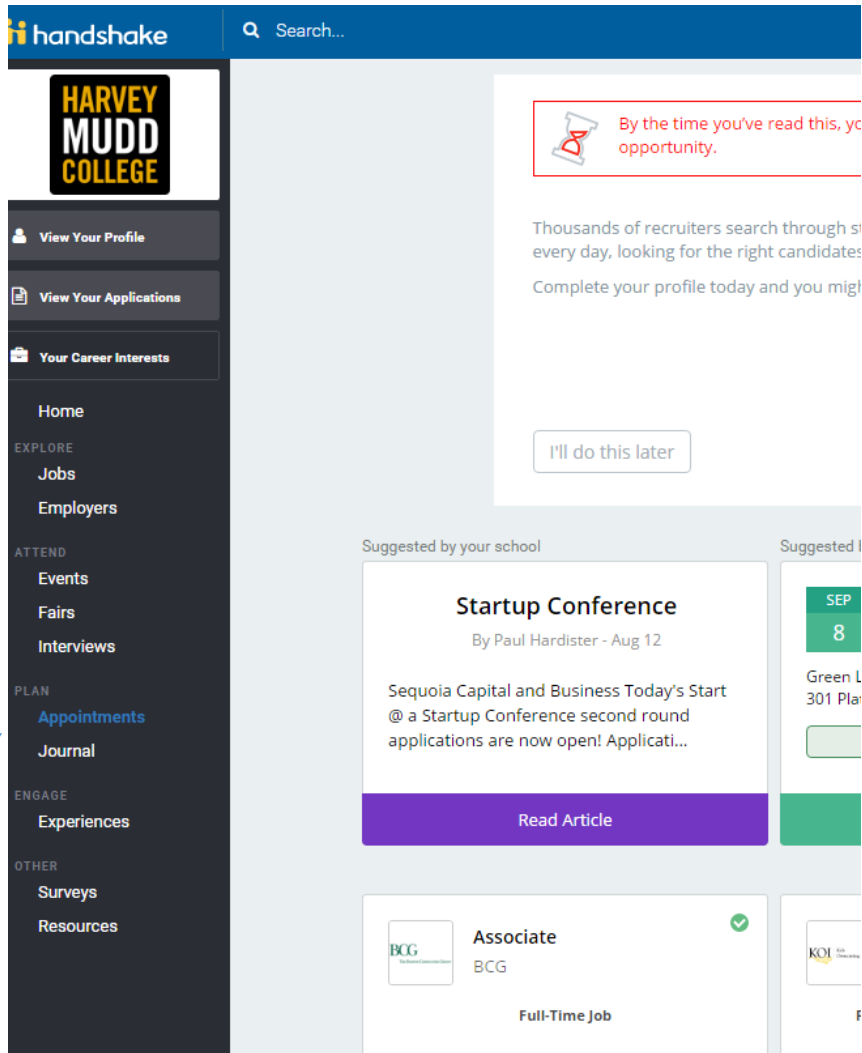 handshake
Search...
HARVEY
MUDD
COLLEGE
View Your Profile
View Your Applications
Your Career Interests
Home
EXPLORE
Jobs
Employers
ATTEND
Events
Fairs
Interviews
PLAN
Appointments
Journal
ENGAGE
Experiences
OTHER
Surveys
Resources
By the time you've read this, yo
opportunity.
Thousands of recruiters search through st
every day, looking for the right candidates
Complete your profile today and you migh
I'll do this later
Suggested by your school
Startup Conference
By Paul Hardister - Aug 12
Sequoia Capital and Business Today's Start
@ a Startup Conference second round
applications are now open! Applicati...
Read Article
Suggested
SEP
8
Green L
301 Pla
BCG
Associate
BCG
Full-Time Job
KOI